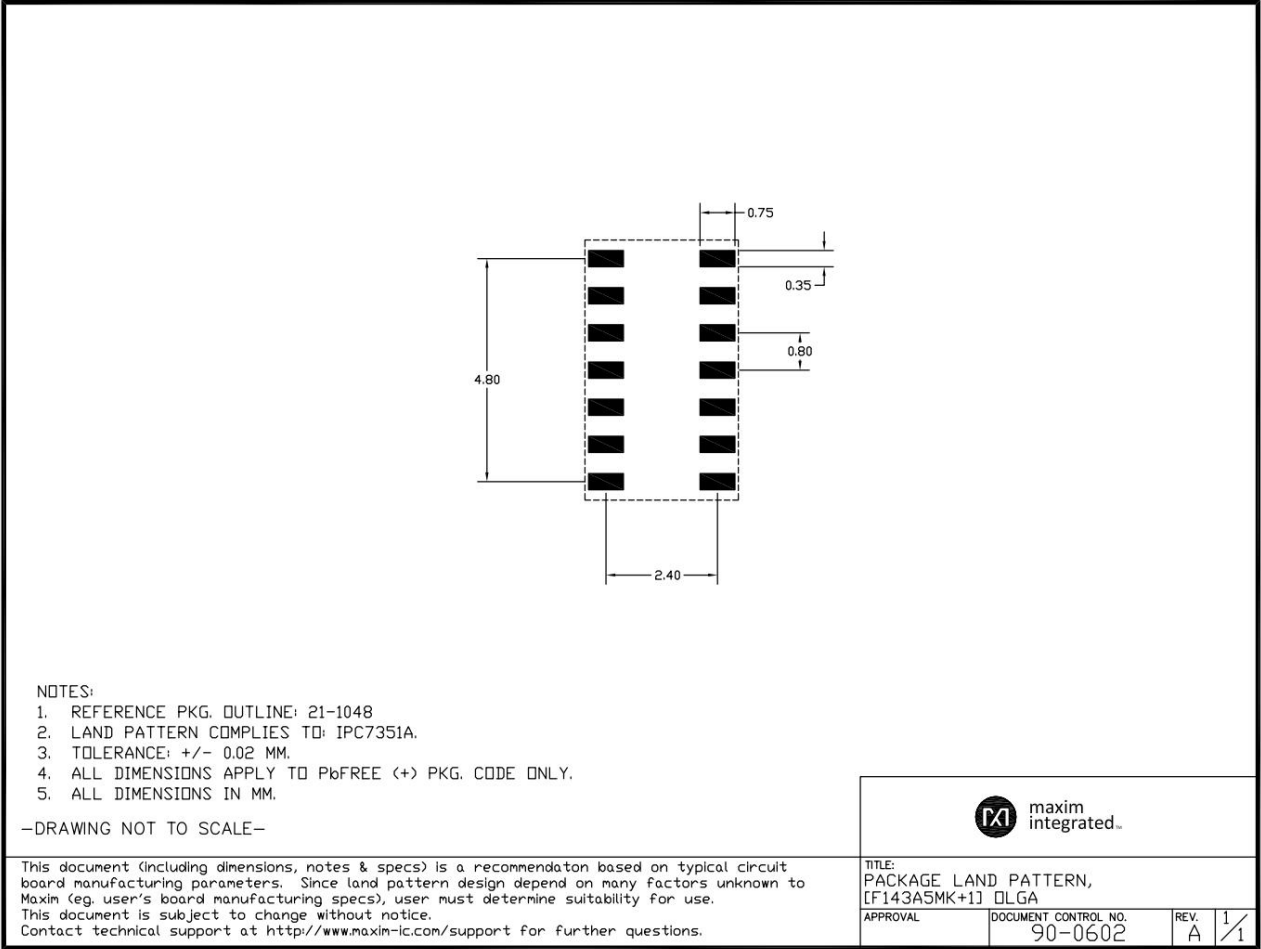 0.75
0.35
0.80
4.80
2.40
NOTES:
1. REFERENCE PKG. OUTLINE: 21-1048
2. LAND PATTERN COMPLIES TO: IPC7351A.
3. TOLERANCE: +/- 0.02 MM.
4. ALL DIMENSIONS APPLY TO PbFREE (+) PKG. CODE ONLY.
5. ALL DIMENSIONS IN MM.
-DRAWING NOT TO SCALE-
This document (including dimensions, notes & specs) is a recommendaton based on typical circuit
board manufacturing parameters. Since land pattern design depend on many factors unknown to
Maxim (eg. user's board manufacturing specs), user must determine suitability for use.
This document is subject to change without notice.
Contact technical support at http://www.maxim-ic.com/support for further questions.
maxim
integrated™
TITLE:
PACKAGE LAND PATTERN,
[F143A5MK+1] OLGA
APPROVAL
DOCUMENT CONTROL NO.
90-0602
REV.
A
1/1